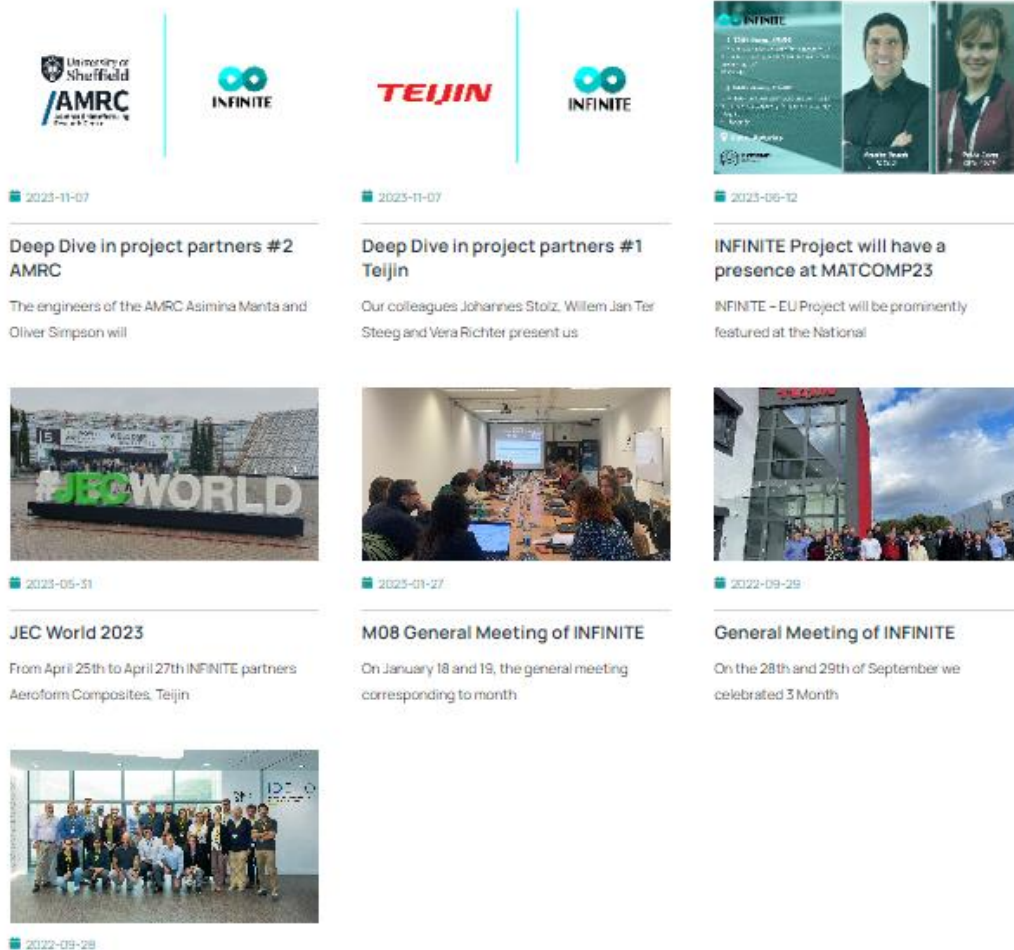 University of
Sheffield
AMRC
INFINITE
TEIJIN
INFINITE
INFINITE
2023-11-07
Deep Dive in project partners #2
AMRC
The engineers of the AMRC Asimina Manta and
Oliver Simpson will
2023-11-07
Deep Dive in project partners #1
Teijin
Our colleagues Johannes Stolz, Willem Jan Ter
Steeg and Vera Richter present us
2023-06-12
INFINITE Project will have a
presence at MATCOMP23
INFINITE – EU Project will be prominently
featured at the National
#JECWORLD
2023-05-31
JEC World 2023
From April 25th to April 27th INFINITE partners
Aeroform Composites, Teijin
2023-01-27
M08 General Meeting of INFINITE
On January 18 and 19, the general meeting
corresponding to month
TEIJIN
2022-09-29
General Meeting of INFINITE
On the 28th and 29th of September we
celebrated 3 Month
2022-09-28